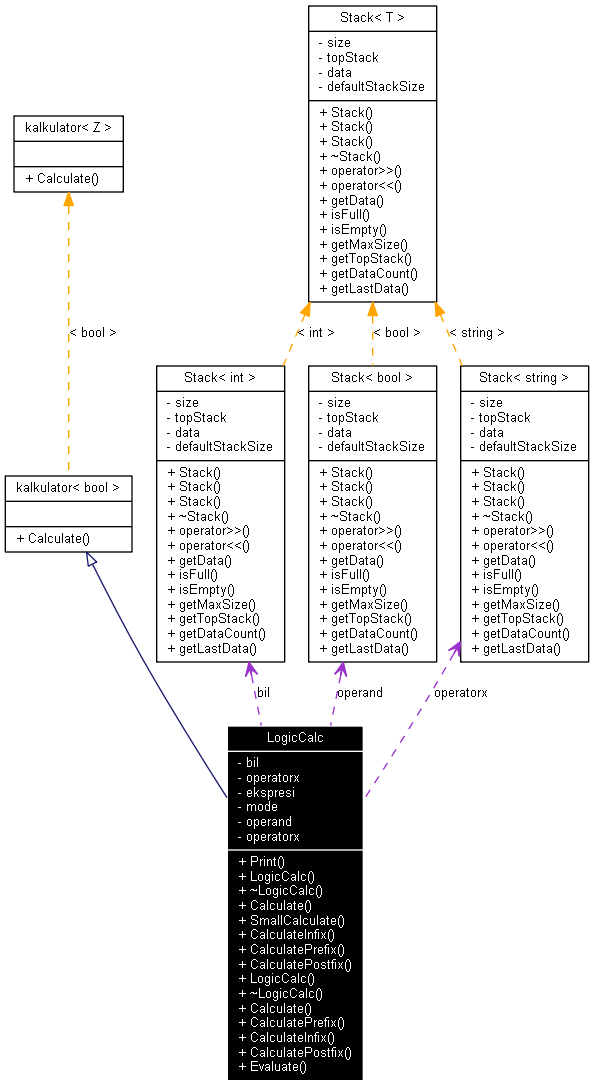 Stack< T >
- size
- topStack
- data
- defaultStackSize
+ Stack()
+ Stack()
+ Stack()
+ ~Stack()
+ operator>>()
+ operator<<()
+ getData()
+ isFull()
+ isEmpty()
+ getMaxSize()
+ getTopStack()
+ getDataCount()
+ getLastData()
kalkulator< Z >
+ Calculate()
< bool >
< int >
< bool >
< string >
kalkulator< bool >
+ Calculate()
Stack< int >
- size
- topStack
- data
- defaultStackSize
+ Stack()
+ Stack()
+ Stack()
+ ~Stack()
+ operator>>()
+ operator<<()
+ getData()
+ isFull()
+ isEmpty()
+ getMaxSize()
+ getTopStack()
+ getDataCount()
+ getLastData()
Stack< bool >
- size
- topStack
- data
- defaultStackSize
+ Stack()
+ Stack()
+ Stack()
+ ~Stack()
+ operator>>()
+ operator<<()
+ getData()
+ isFull()
+ isEmpty()
+ getMaxSize()
+ getTopStack()
+ getDataCount()
+ getLastData()
Stack< string >
- size
- topStack
- data
- defaultStackSize
+ Stack()
+ Stack()
+ Stack()
+ ~Stack()
+ operator>>()
+ operator<<()
+ getData()
+ isFull()
+ isEmpty()
+ getMaxSize()
+ getTopStack()
+ getDataCount()
+ getLastData()
bil
operand
operatorx
LogicCalc
- bil
- operatorx
- ekspresi
- mode
- operand
- operatorx
+ Print()
+ LogicCalc()
+ ~LogicCalc()
+ Calculate()
+ SmallCalculate()
+ CalculateInfix()
+ CalculatePrefix()
+ CalculatePostfix()
+ LogicCalc()
+ ~LogicCalc()
+ Calculate()
+ CalculatePrefix()
+ CalculateInfix()
+ CalculatePostfix()
+ Evaluate()